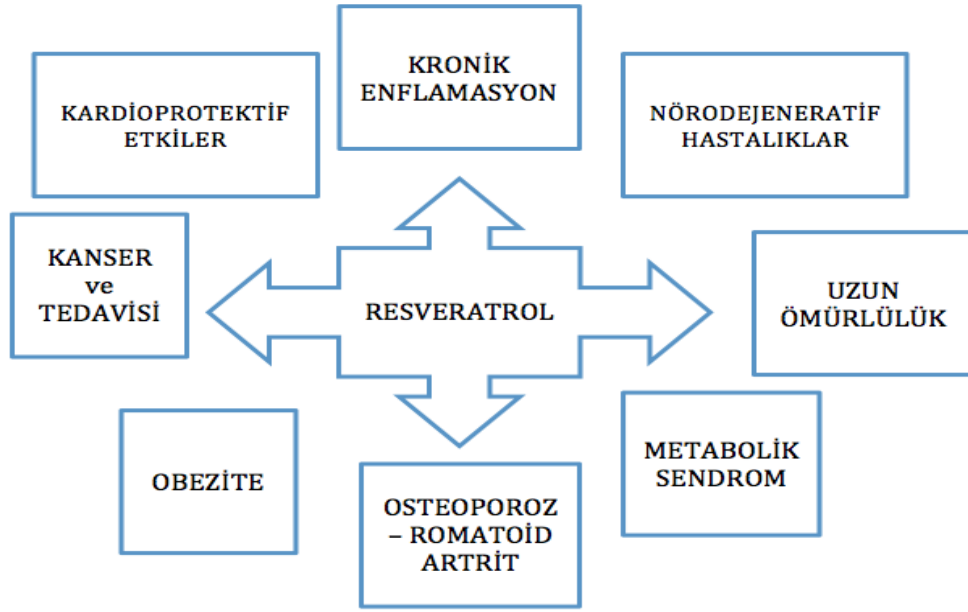 KRONİK
ENFLAMASYON
KARDİOPROTEKTİF
ETKİLER
NÖRODEJENERATİF
HASTALIKLAR
KANSER
ve
TEDAVİSİ
RESVERATROL
UZUN
ÖMÜRLÜLÜK
OBEZİTE
OSTEOPOROZ
– ROMATOİD
ARTRİT
METABOLİK
SENDROM